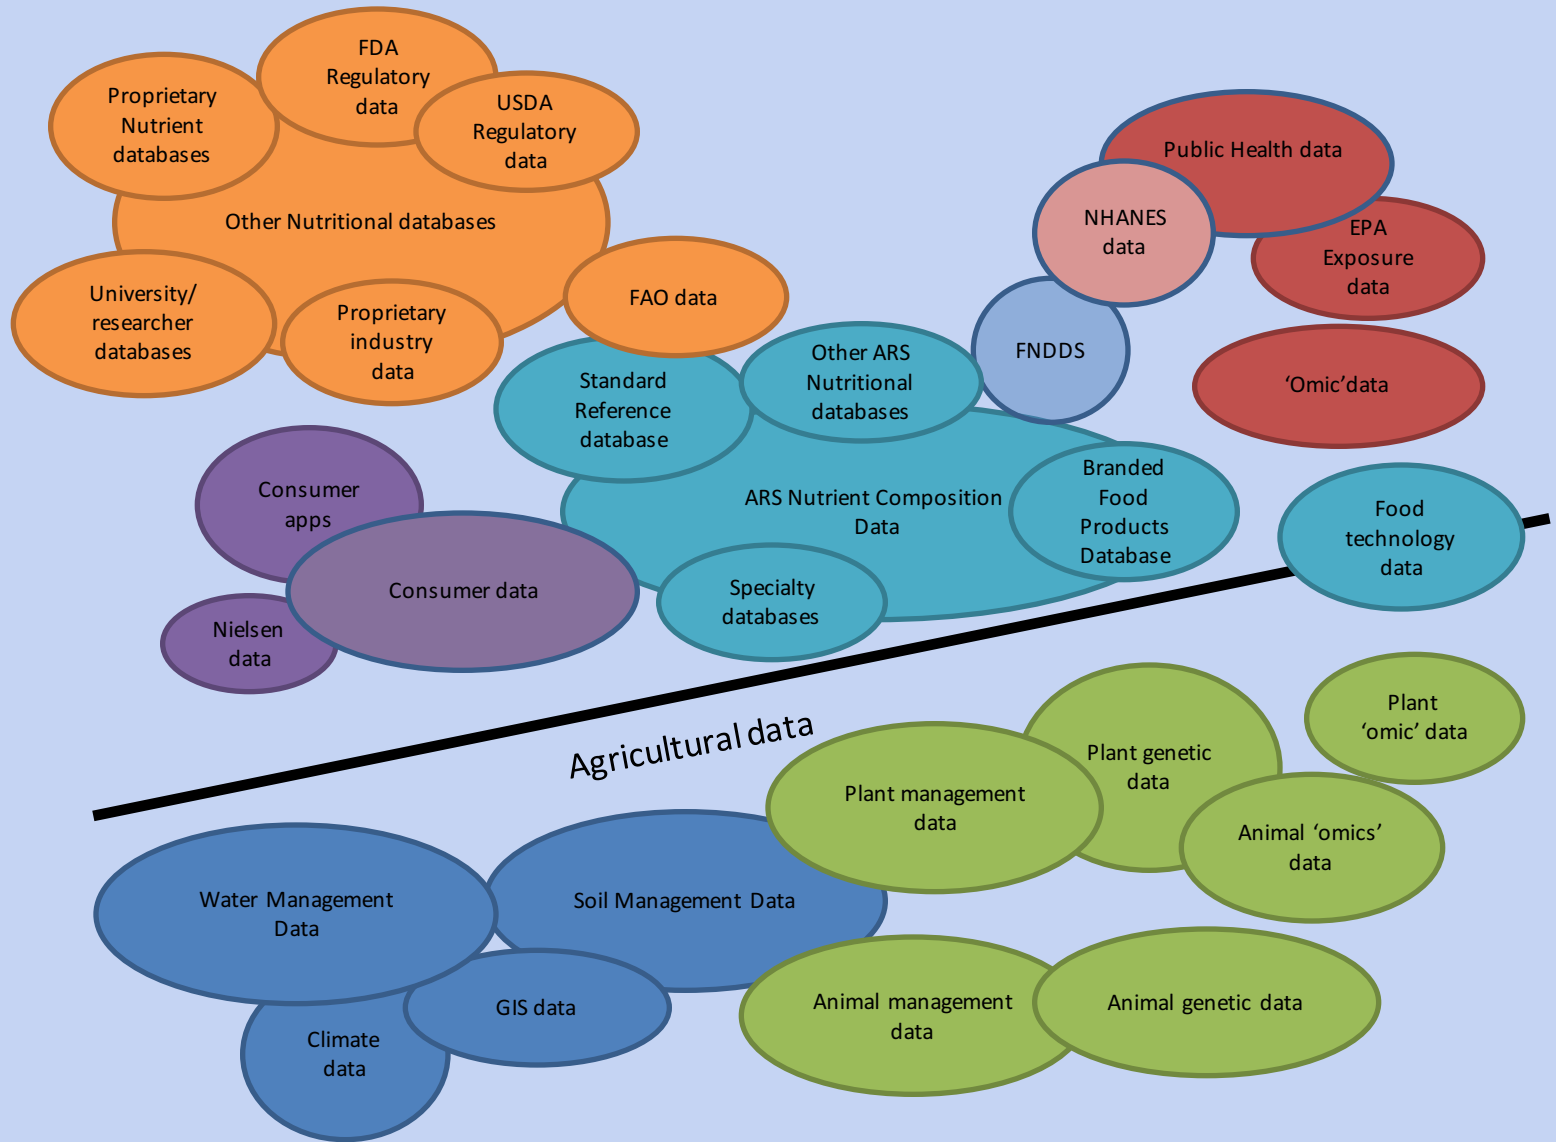 FDA
Regulatory
data
Proprietary
Nutrient
databases
USDA
Regulatory
data
Other Nutritional databases
University/
researcher
databases
Proprietary
industry
data
FAO data
Public Health data
NHANES
data
EPA
Exposure
data
FNDDS
‘Omic’data
Standard
Reference
database
Other ARS
Nutritional
databases
ARS Nutrient Composition
Data
Branded
Food
Products
Database
Specialty
databases
Food
technology
data
Consumer
apps
Consumer data
Nielsen
data
Agricultural data
Plant management
data
Plant genetic
data
Plant
‘omic’ data
Animal ‘omics’
data
Water Management
Data
Soil Management Data
GIS data
Climate
data
Animal management
data
Animal genetic data